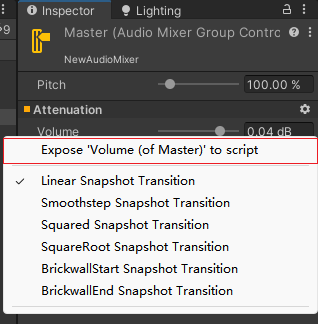 >9
Inspector
Lighting
Master (Audio Mixer Group Contro
NewAudioMixer
Pitch
100.00 %
Attenuation
Volume
0.04 dB
Expose 'Volume (of Master)' to script
✓ Linear Snapshot Transition
Smoothstep Snapshot Transition
Squared Snapshot Transition
SquareRoot Snapshot Transition
BrickwallStart Snapshot Transition
BrickwallEnd Snapshot Transition